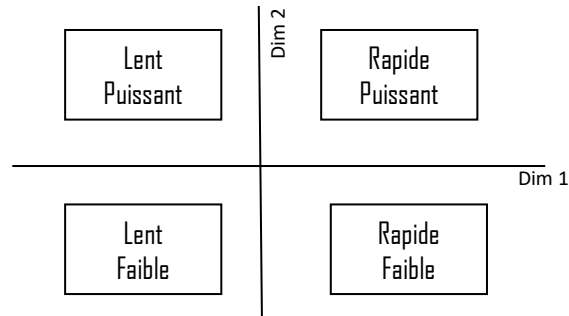 Dim 2
Lent
Puissant
Rapide
Puissant
Dim 1
Lent
Faible
Rapide
Faible